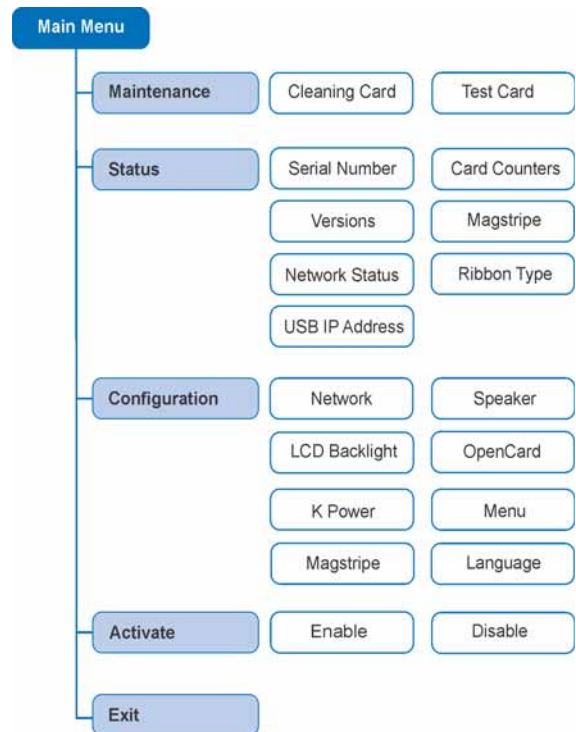 Main Menu
Maintenance
Cleaning Card
Test Card
Status
Serial Number
Card Counters
Versions
Magstripe
Network Status
Ribbon Type
USB IP Address
Configuration
Network
Speaker
LCD Backlight
OpenCard
K Power
Menu
Magstripe
Language
Activate
Enable
Disable
Exit